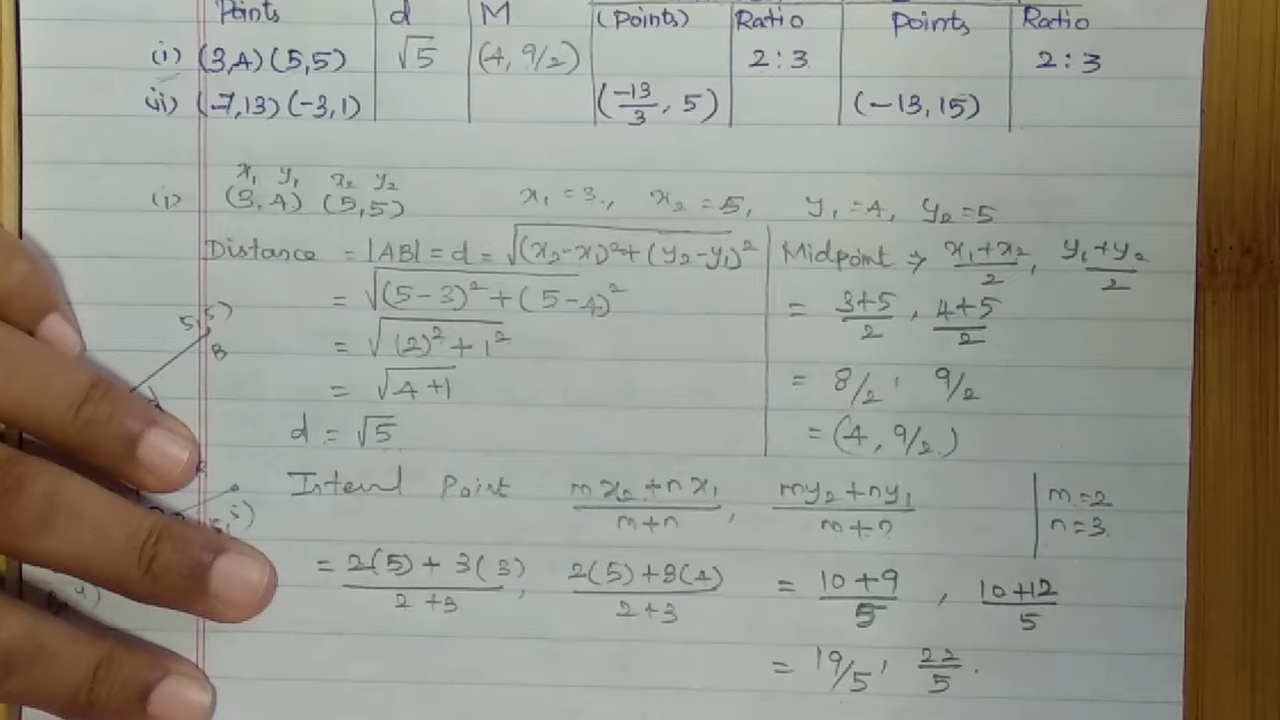 Points d M (Points) Ratio Points Ratio
(i) (3,4) (5,5) √5 (4, 9/2) 2:3 2:3
(ii) (-7,13) (-3,1) (-13/3, 5) (-13,15)
x₁ y₁ x₂ y₂
(i) (3,4) (5,5) x₁ = 3., x₂ = 5, y₁ = 4, y₂ = 5
Distance = |AB| = d = √(x₂-x₁)²+(y₂-y₁)² Midpoint ⇒ x₁+x₂/2, y₁+y₂/2
= √(5-3)²+(5-4)² = 3+5/2, 4+5/2
5,5)
B
= √(2)²+1²
= √4+1 = 8/2, 9/2
d = √5 = (4, 9/2)
Internl Point mx₂+nx₁/m+n, my₂+ny₁/m+n m=2
n=3
= 2(5)+3(3)/2+3, 2(5)+3(4)/2+3 = 10+9/5, 10+12/5
= 19/5, 22/5.